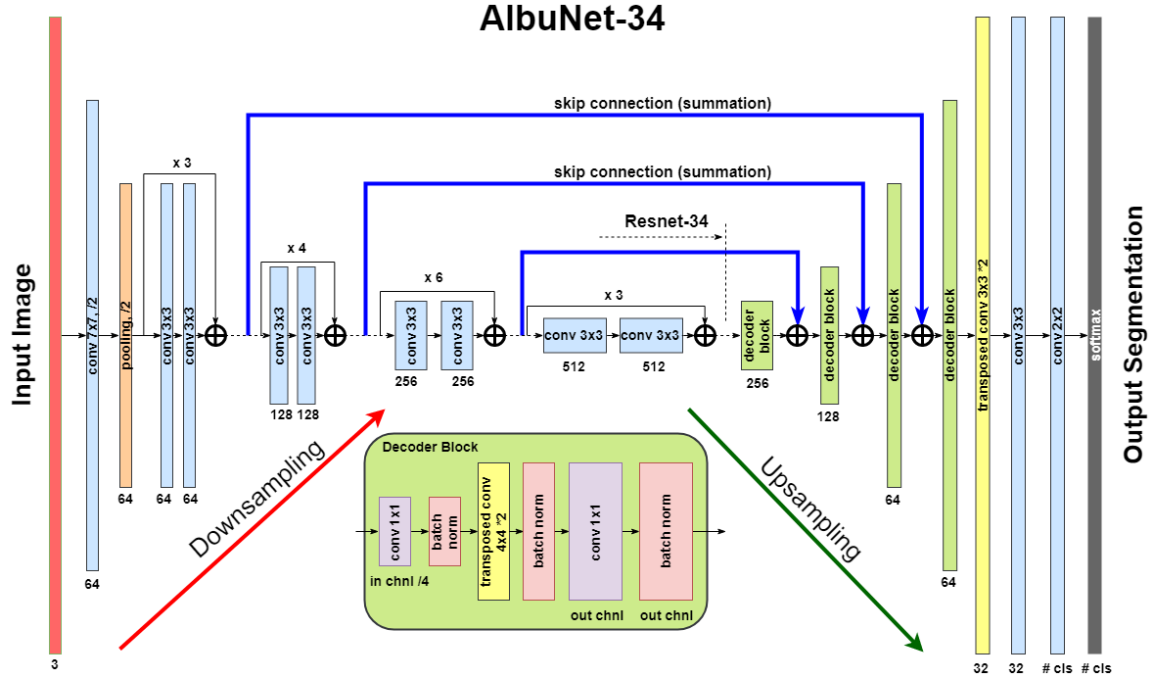 AlbuNet-34
skip connection (summation)
skip connection (summation)
Resnet-34
x 3
x 4
x 6
x 3
Input Image
conv 7x7, /2
pooling, /2
conv 3x3
conv 3x3
conv 3x3
conv 3x3
conv 3x3
conv 3x3
conv 3x3
conv 3x3
decoder
block
decoder block
decoder block
decoder block
transposed conv 3x3 *2
conv 3x3
conv 2x2
softmax
Output Segmentation
3
64
64
64
64
128
128
256
256
512
512
256
128
64
64
32
32
# cls
# cls
Downsampling
Upsampling
Decoder Block
conv 1x1
batch
norm
transposed conv
4x4 *2
batch norm
conv 1x1
batch norm
in chnl /4
out chnl
out chnl